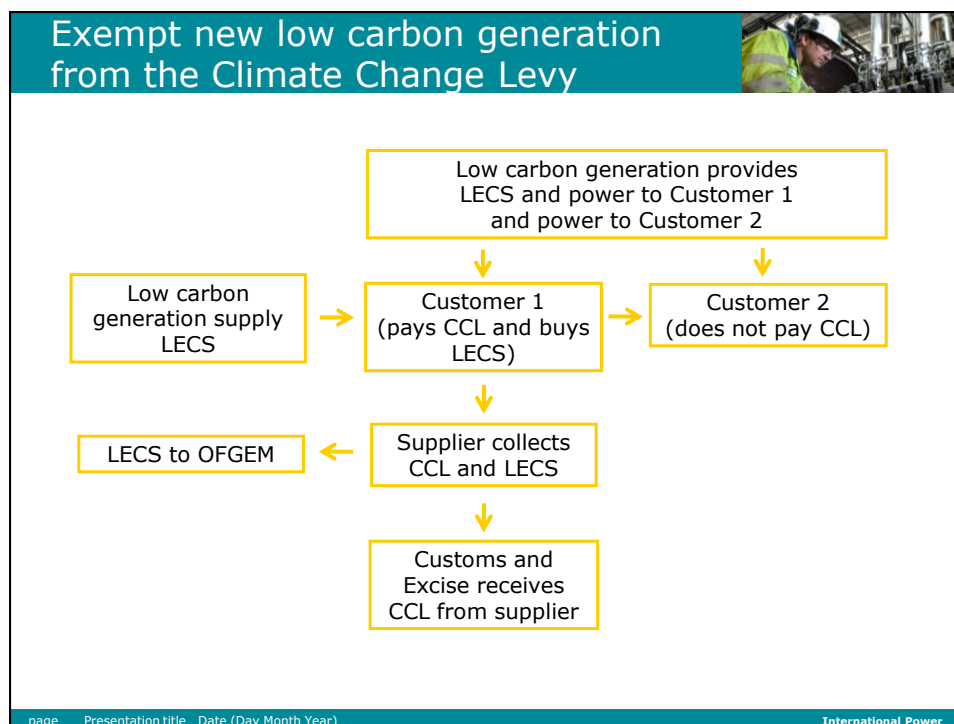 Exempt new low carbon generation
from the Climate Change Levy
Low carbon generation provides
LECS and power to Customer 1
and power to Customer 2
Low carbon
generation supply
LECS
Customer 1
(pays CCL and buys
LECS)
Customer 2
(does not pay CCL)
LECS to OFGEM
Supplier collects
CCL and LECS
Customs and
Excise receives
CCL from supplier
page Presentation title Date (Day Month Year)
International Power